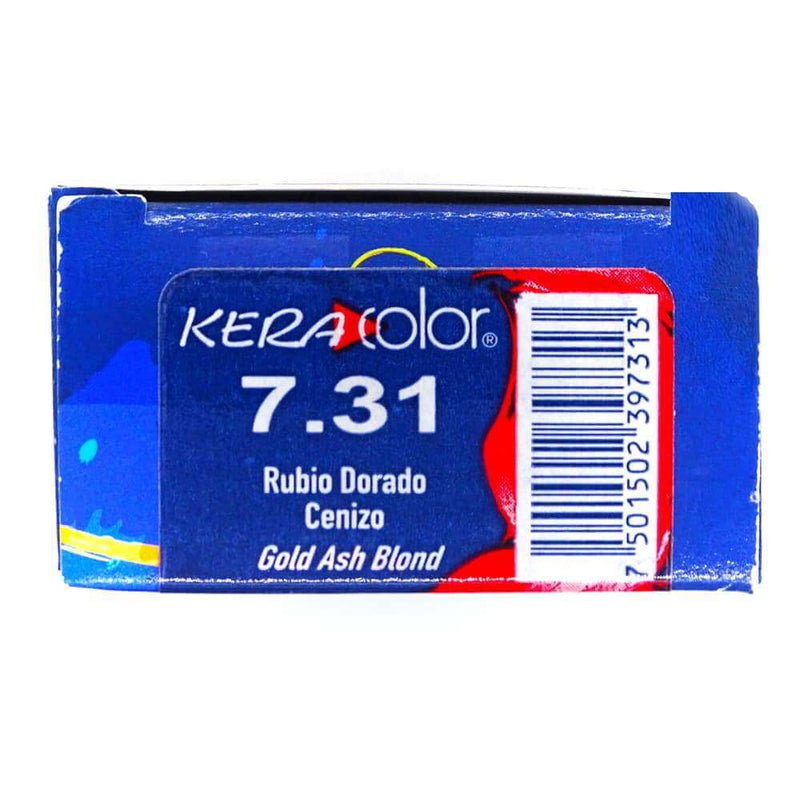 KERAcolor®
7.31
Rubio Dorado
Cenizo
Gold Ash Blond
7 501502 397313